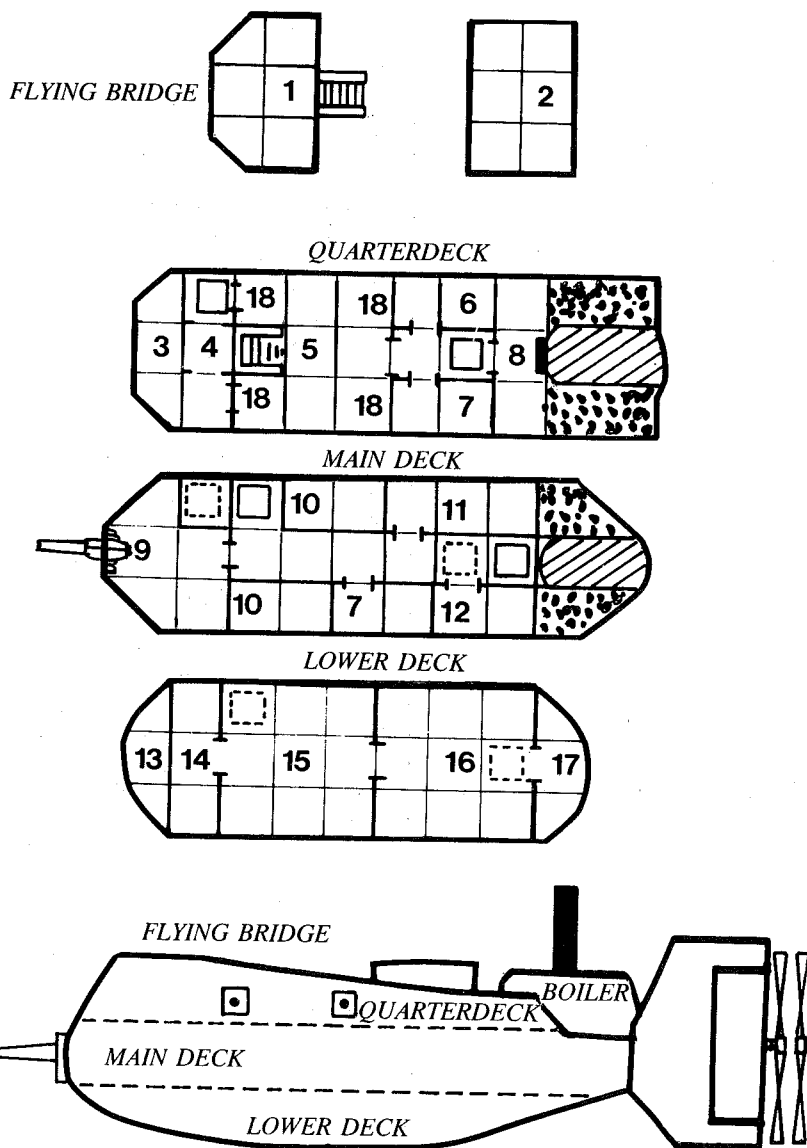 FLYING BRIDGE
1
2
QUARTERDECK
18 18 6
3 4 5 8
18 18 7
MAIN DECK
10 11
9
10 7 12
LOWER DECK
13 14 15 16 17
FLYING BRIDGE
BOILER
QUARTERDECK
MAIN DECK
LOWER DECK